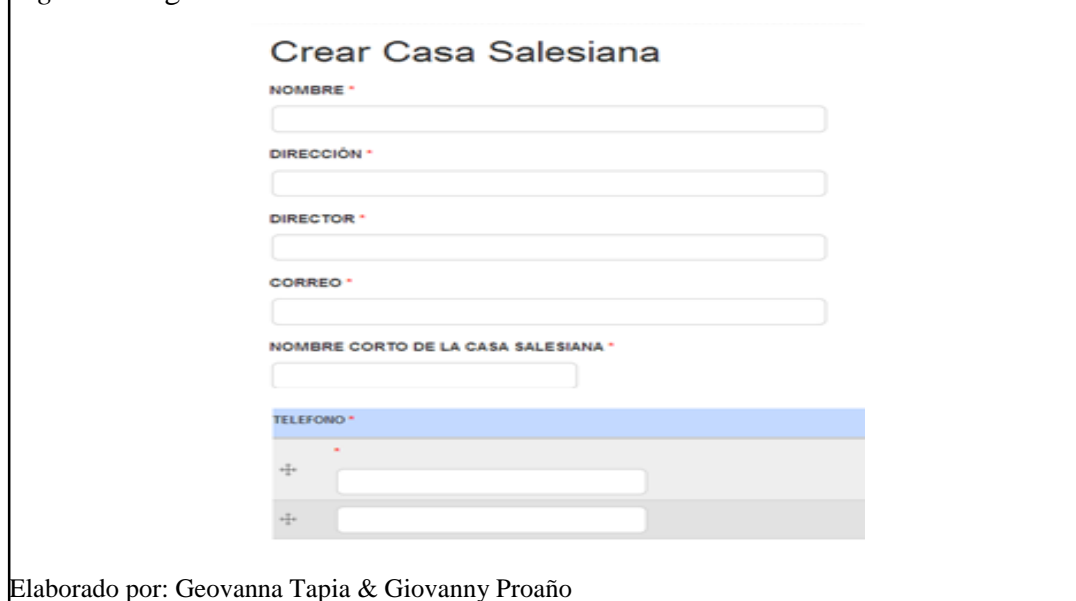 Crear Casa Salesiana
NOMBRE *
DIRECCIÓN *
DIRECTOR *
CORREO *
NOMBRE CORTO DE LA CASA SALESIANA *
TELEFONO *
*
Elaborado por: Geovanna Tapia & Giovanny Proaño